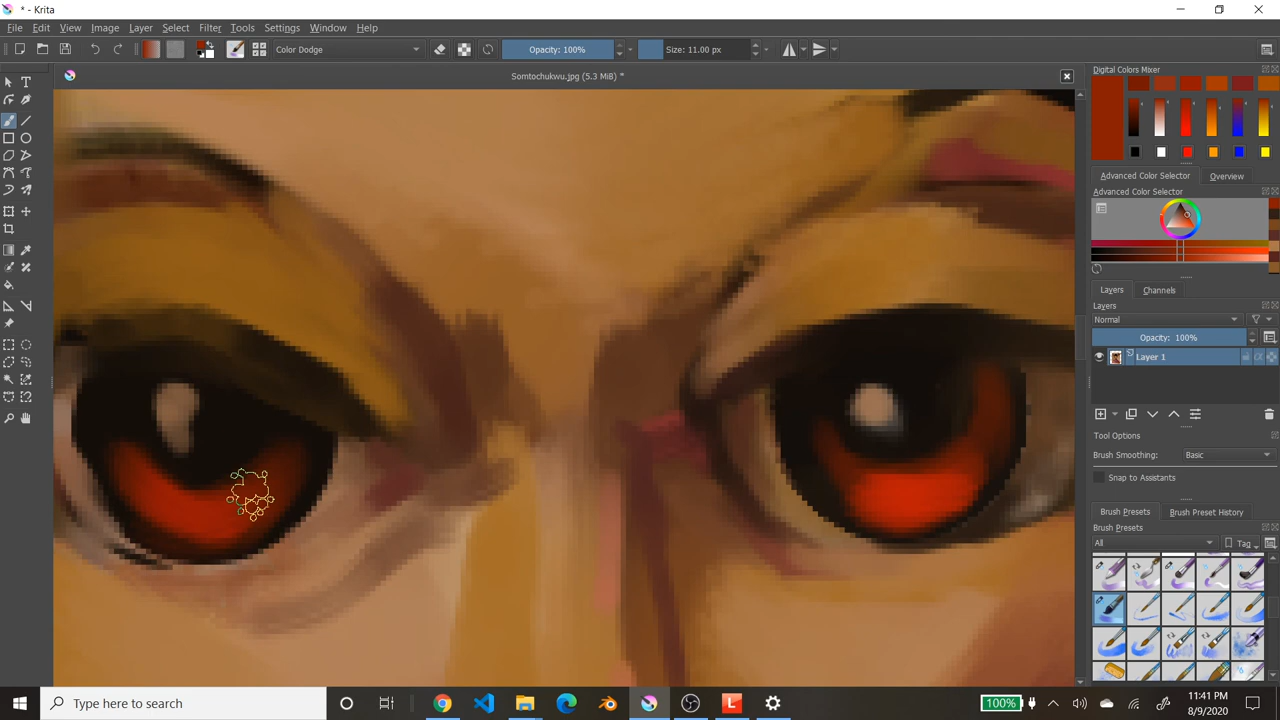 * - Krita
File Edit View Image Layer Select Filter Tools Settings Window Help
Color Dodge Opacity: 100% Size: 11.00 px
Somtochukwu.jpg (5.3 MiB) *
Digital Colors Mixer
Advanced Color Selector Overview
Advanced Color Selector
Layers Channels
Layers
Normal
Opacity: 100%
Layer 1
Tool Options
Brush Smoothing: Basic
Snap to Assistants
Brush Presets Brush Preset History
Brush Presets
All Tag
Type here to search
100%
11:41 PM
8/9/2020